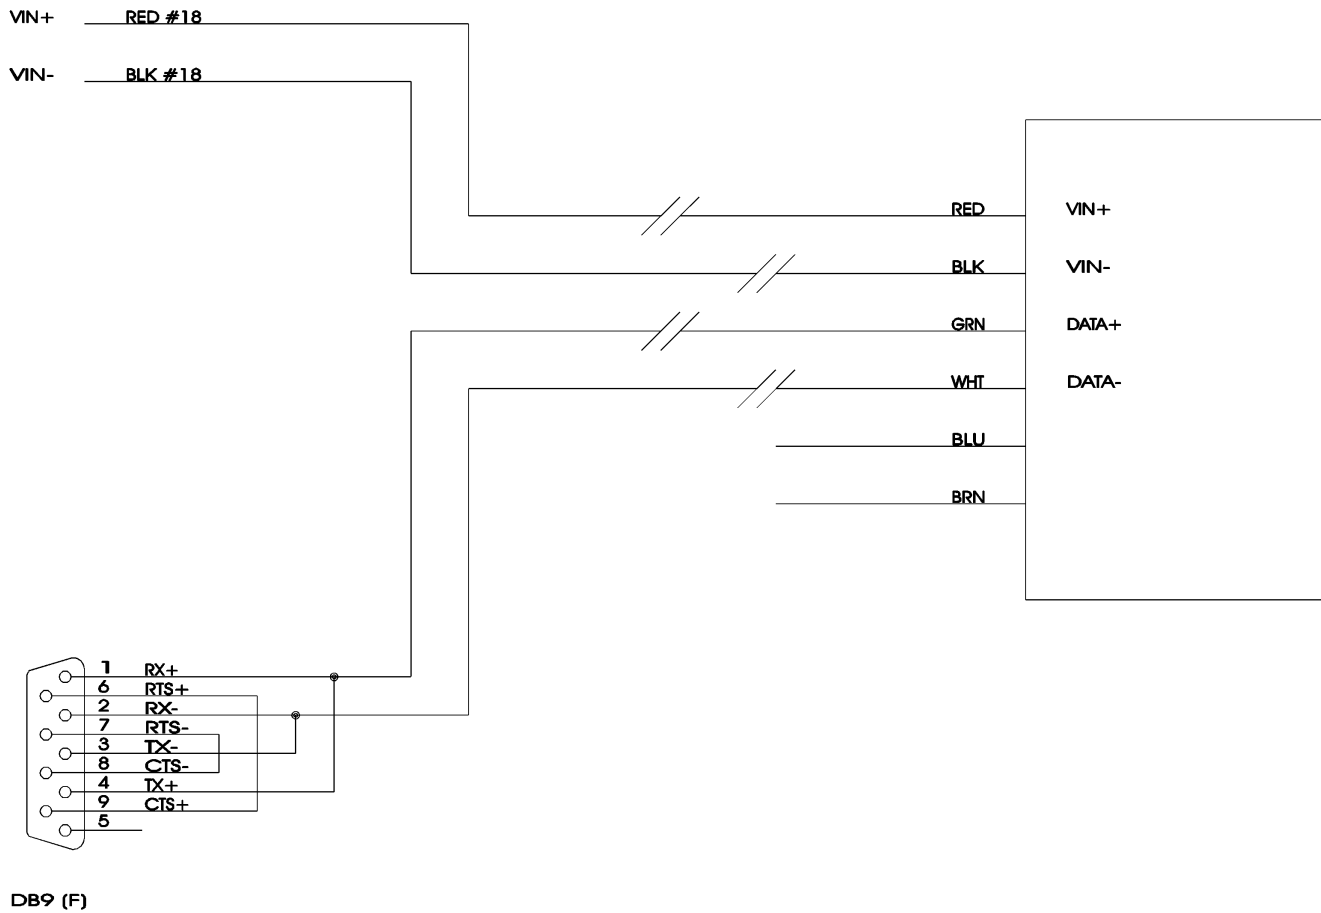 VIN+ RED #18
VIN- BLK #18
RED VIN+
BLK VIN-
GRN DATA+
WHT DATA-
BLU
BRN
1 RX+
6 RTS+
2 RX-
7 RTS-
3 TX-
8 CTS-
4 TX+
9 CTS+
5
DB9 (F)